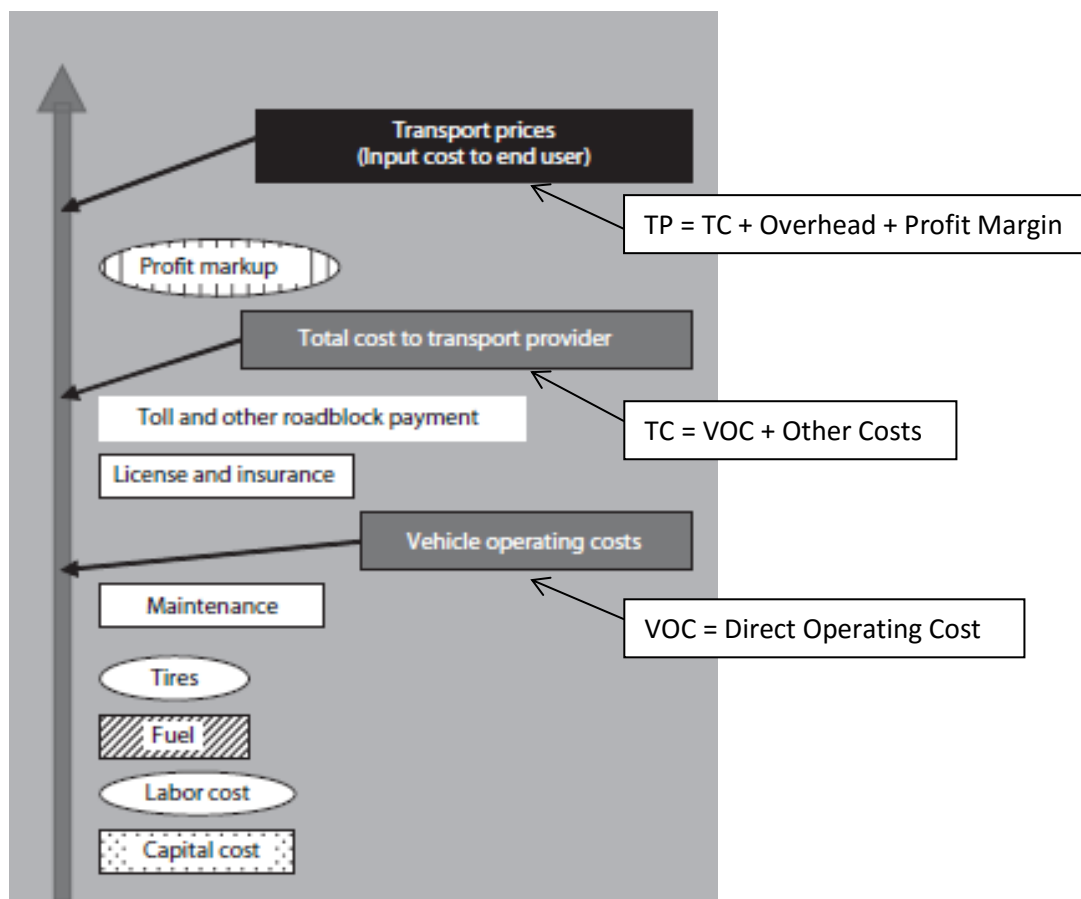 Transport prices
(Input cost to end user)
TP = TC + Overhead + Profit Margin
Profit markup
Total cost to transport provider
Toll and other roadblock payment
TC = VOC + Other Costs
License and insurance
Vehicle operating costs
Maintenance
VOC = Direct Operating Cost
Tires
Fuel
Labor cost
Capital cost